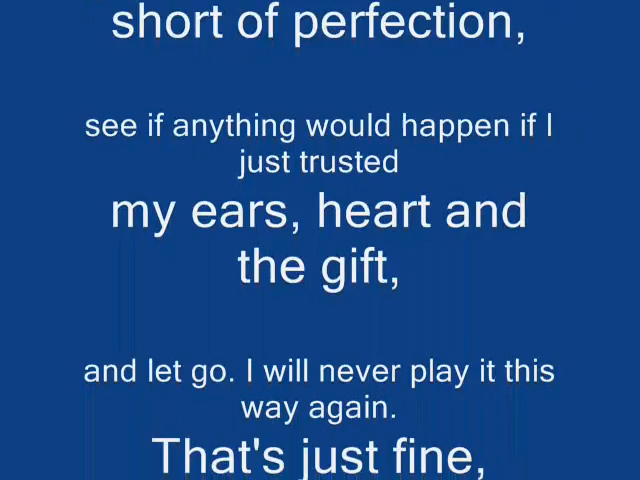 short of perfection,
see if anything would happen if I
just trusted
my ears, heart and
the gift,
and let go. I will never play it this
way again.
That's just fine,